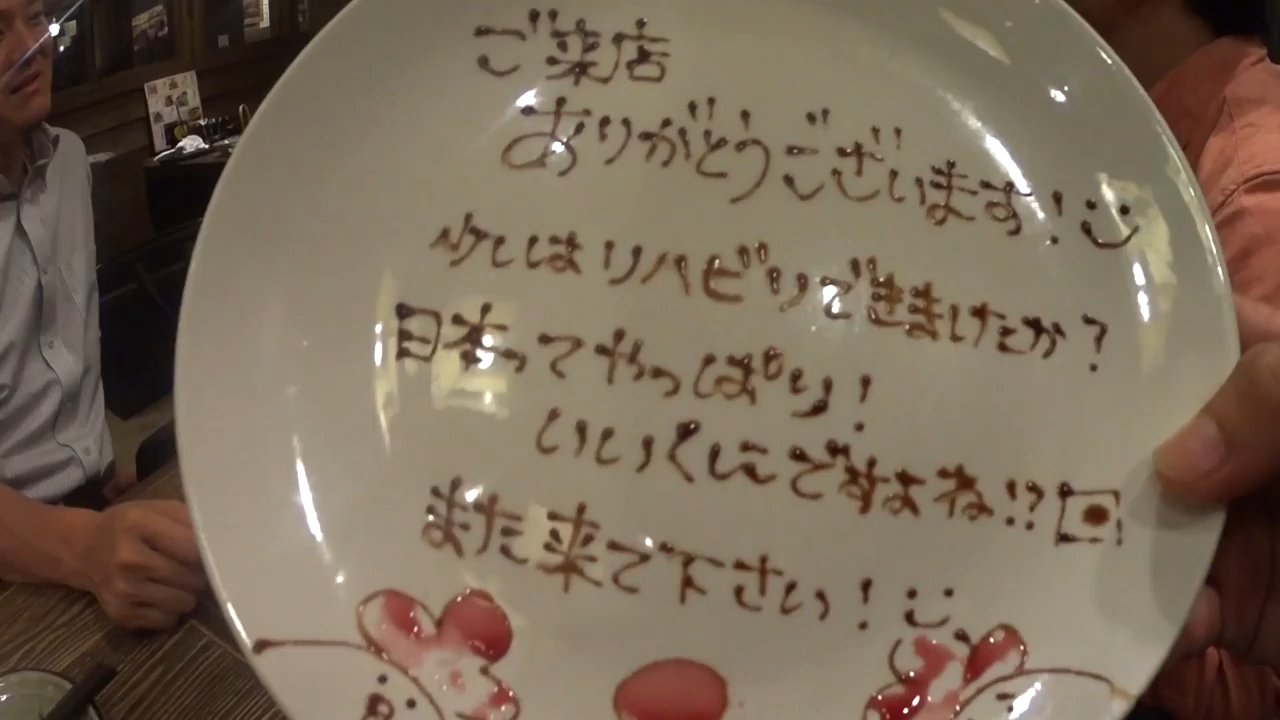 ご来店
ありがとうございます!
少しはリハビリできましたか?
日本ってやっぱり!
いいくにですよね!?
また来て下さい!